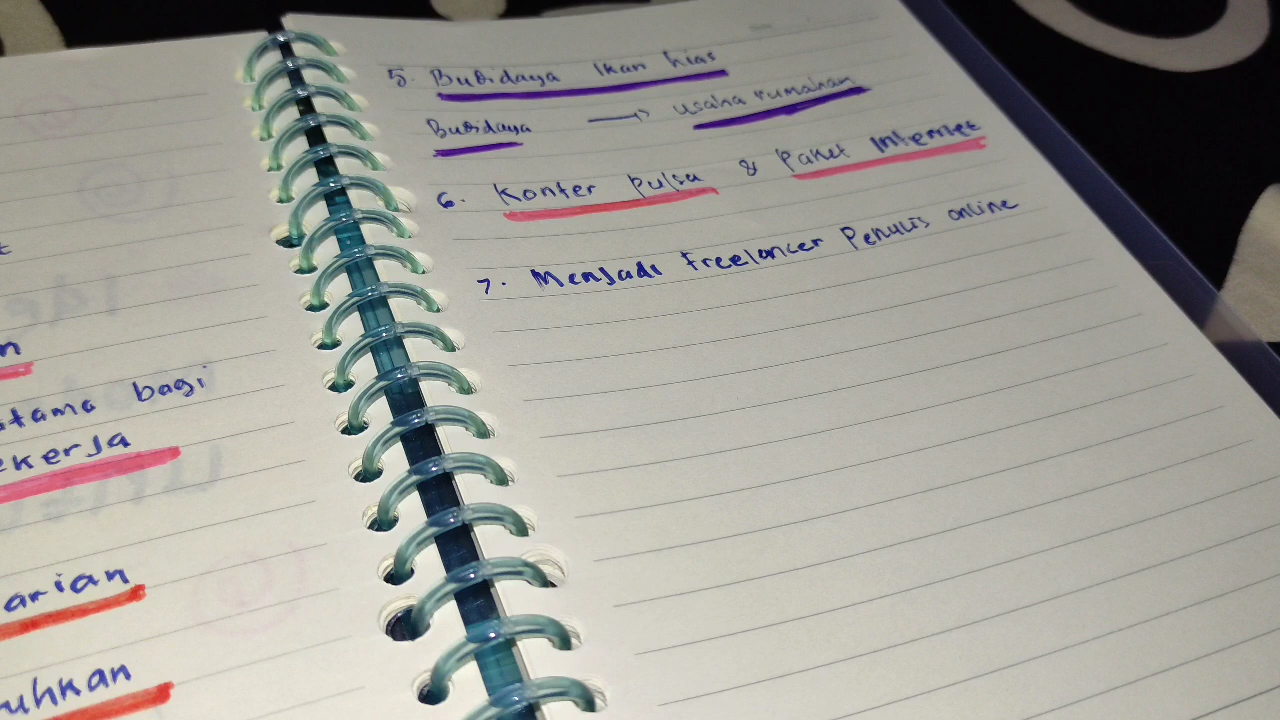 n
tama bagi
ekerja
arian
uhkan
5. Budidaya Ikan hias
Budidaya → usaha rumahan
6. Konter Pulsa & Paket Internet
7. Menjadi Freelancer Penulis online